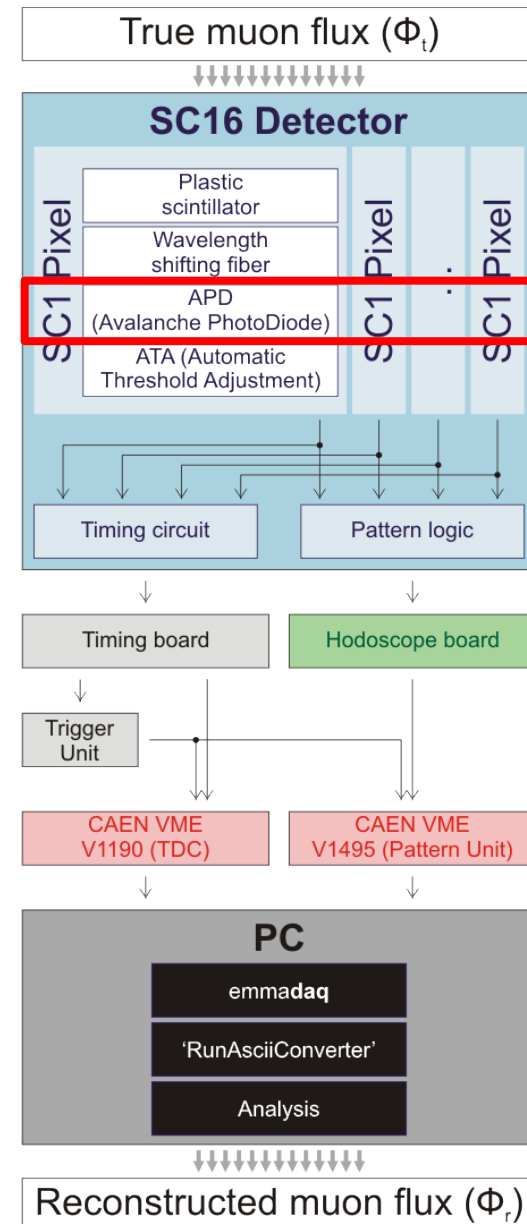 True muon flux (Φt)
SC16 Detector
SC1 Pixel
Plastic
scintillator
Wavelength
shifting fiber
APD
(Avalanche PhotoDiode)
ATA (Automatic
Threshold Adjustment)
SC1 Pixel
. .
SC1 Pixel
Timing circuit
Pattern logic
Timing board
Hodoscope board
Trigger
Unit
CAEN VME
V1190 (TDC)
CAEN VME
V1495 (Pattern Unit)
PC
emmadaq
‘RunAsciiConverter’
Analysis
Reconstructed muon flux (Φr)